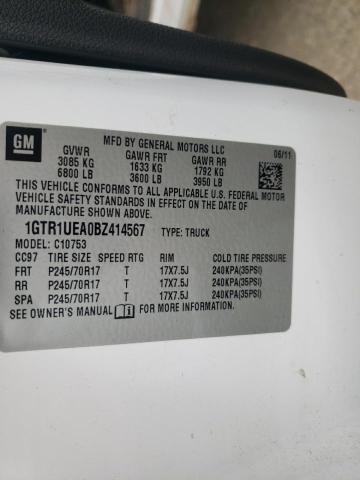 GM
MFD BY GENERAL MOTORS LLC
06/11
GVWR GAWR FRT GAWR RR
3085 KG 1633 KG 1792 KG
6800 LB 3600 LB 3950 LB
THIS VEHICLE CONFORMS TO ALL APPLICABLE U.S. FEDERAL MOTOR
VEHICLE SAFETY STANDARDS IN EFFECT ON THE DATE OF
MANUFACTURE SHOWN ABOVE.
1GTR1UEA0BZ414567 TYPE: TRUCK
MODEL: C10753
CC97 TIRE SIZE SPEED RTG RIM COLD TIRE PRESSURE
FRT P245/70R17 T 17X7.5J 240KPA(35PSI)
RR P245/70R17 T 17X7.5J 240KPA(35PSI)
SPA P245/70R17 T 17X7.5J 240KPA(35PSI)
SEE OWNER'S MANUAL FOR MORE INFORMATION.